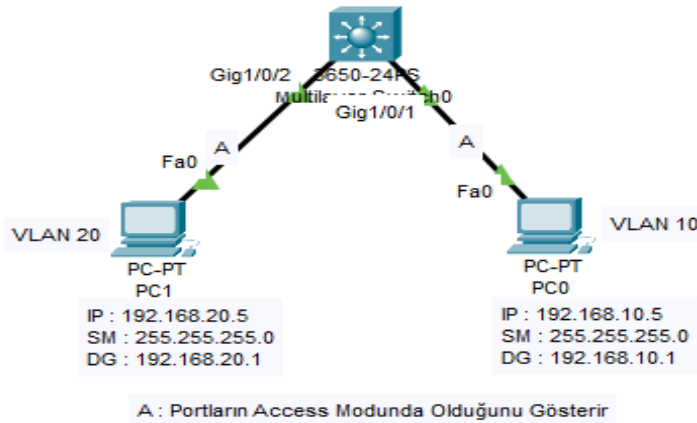 Gig1/0/2
3650-24PS
Multilayer Switch0
Gig1/0/1
A
A
Fa0
Fa0
VLAN 20
VLAN 10
PC-PT
PC1
PC-PT
PC0
IP : 192.168.20.5
SM : 255.255.255.0
DG : 192.168.20.1
IP : 192.168.10.5
SM : 255.255.255.0
DG : 192.168.10.1
A : Portların Access Modunda Olduğunu Gösterir